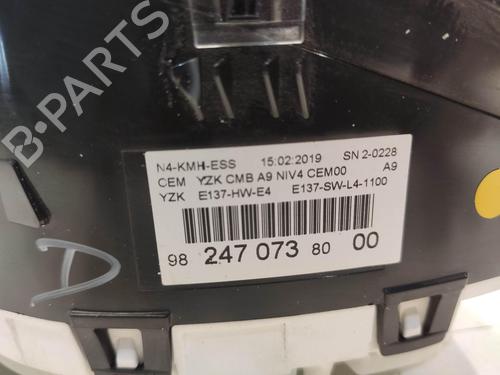 N4-KMH-ESS 15:02:2019 SN 2-0228
CEM YZK CMB A9 NIV4 CEM00 A9
YZK E137-HW-E4 E137-SW-L4-1100
98 247 073 80 00
D
B-PARTS